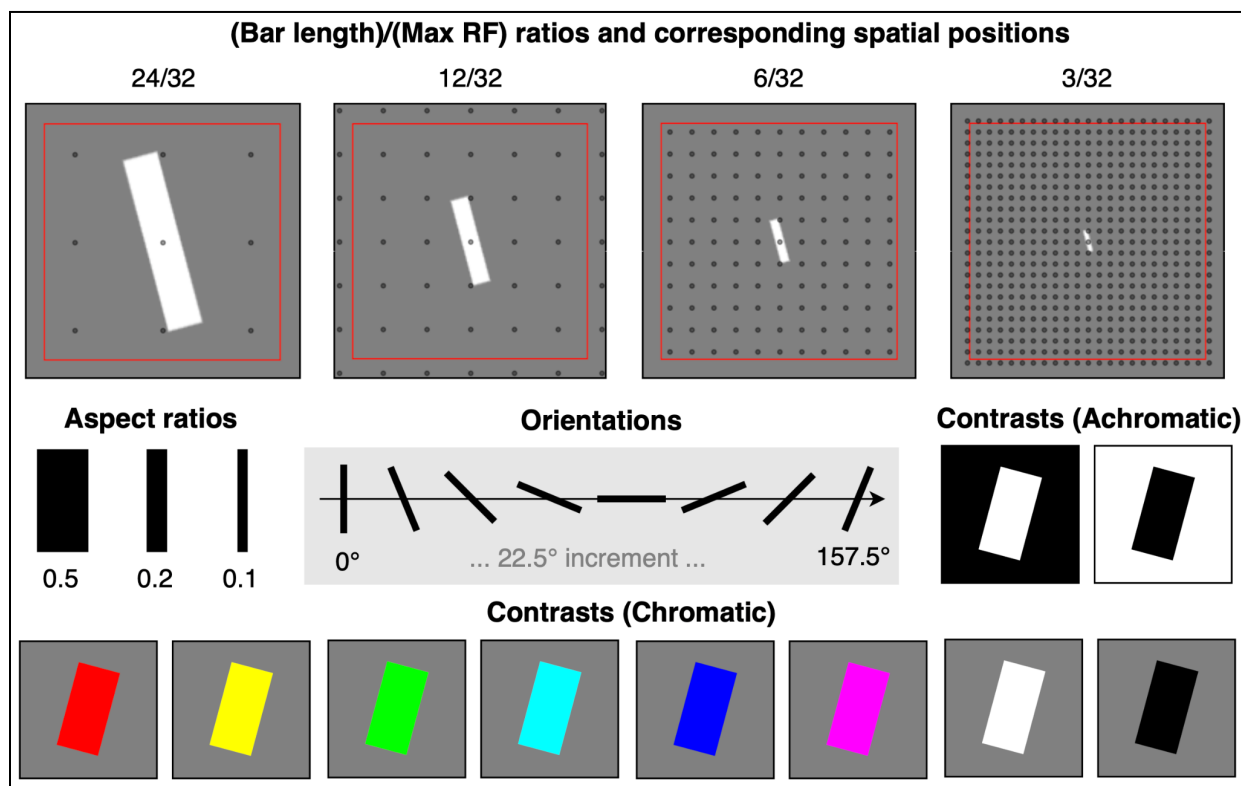 (Bar length)/(Max RF) ratios and corresponding spatial positions
24/32 12/32 6/32 3/32
Aspect ratios Orientations Contrasts (Achromatic)
0.5 0.2 0.1 0° ... 22.5° increment ... 157.5°
Contrasts (Chromatic)